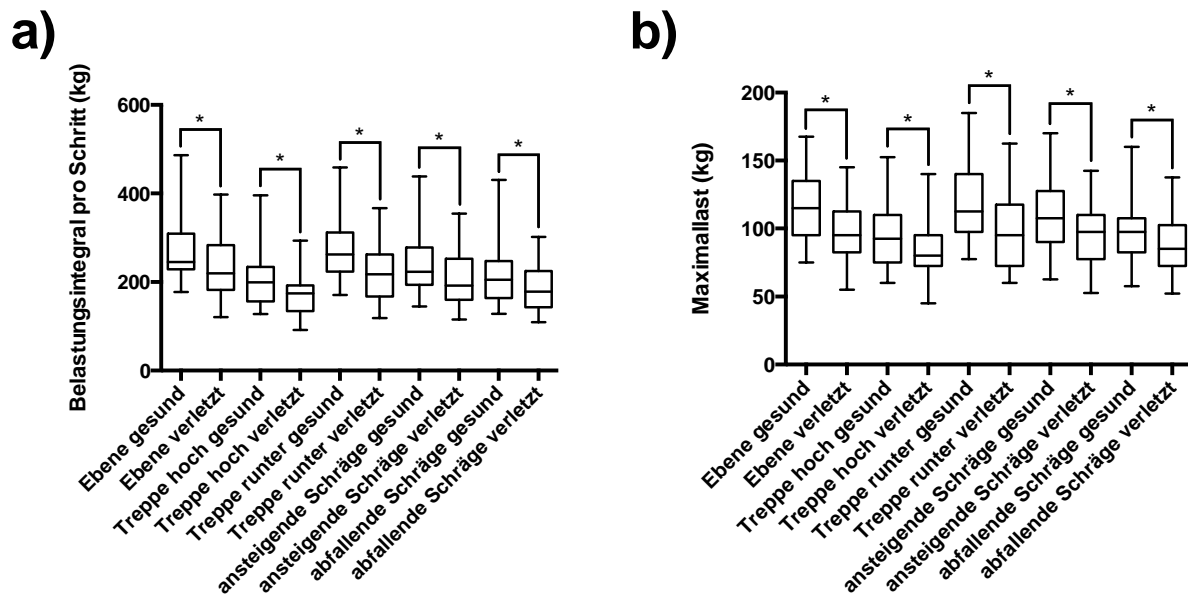 a)
Belastungsintegral pro Schritt (kg)
600
400
200
0
*
*
*
*
*
Ebene gesund
Ebene verletzt
Treppe hoch gesund
Treppe hoch verletzt
Treppe runter gesund
Treppe runter verletzt
ansteigende Schräge gesund
ansteigende Schräge verletzt
abfallende Schräge gesund
abfallende Schräge verletzt
b)
Maximallast (kg)
200
150
100
50
0
*
*
*
*
*
Ebene gesund
Ebene verletzt
Treppe hoch gesund
Treppe hoch verletzt
Treppe runter gesund
Treppe runter verletzt
ansteigende Schräge gesund
ansteigende Schräge verletzt
abfallende Schräge gesund
abfallende Schräge verletzt